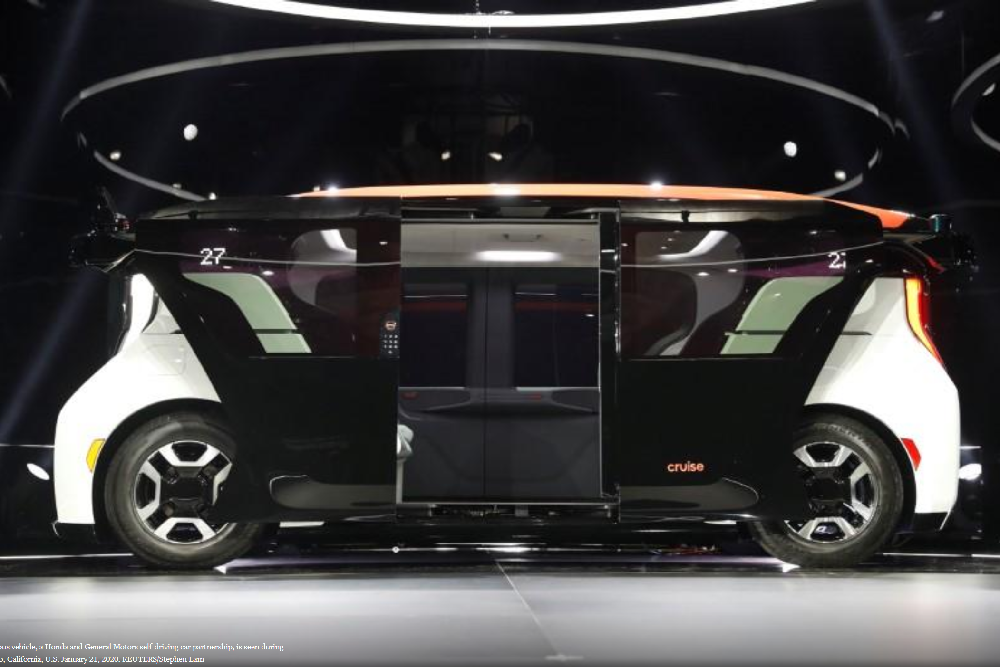 27
2
cruise
ous vehicle, a Honda and General Motors self-driving car partnership, is seen during
o, California, U.S. January 21, 2020. REUTERS/Stephen Lam